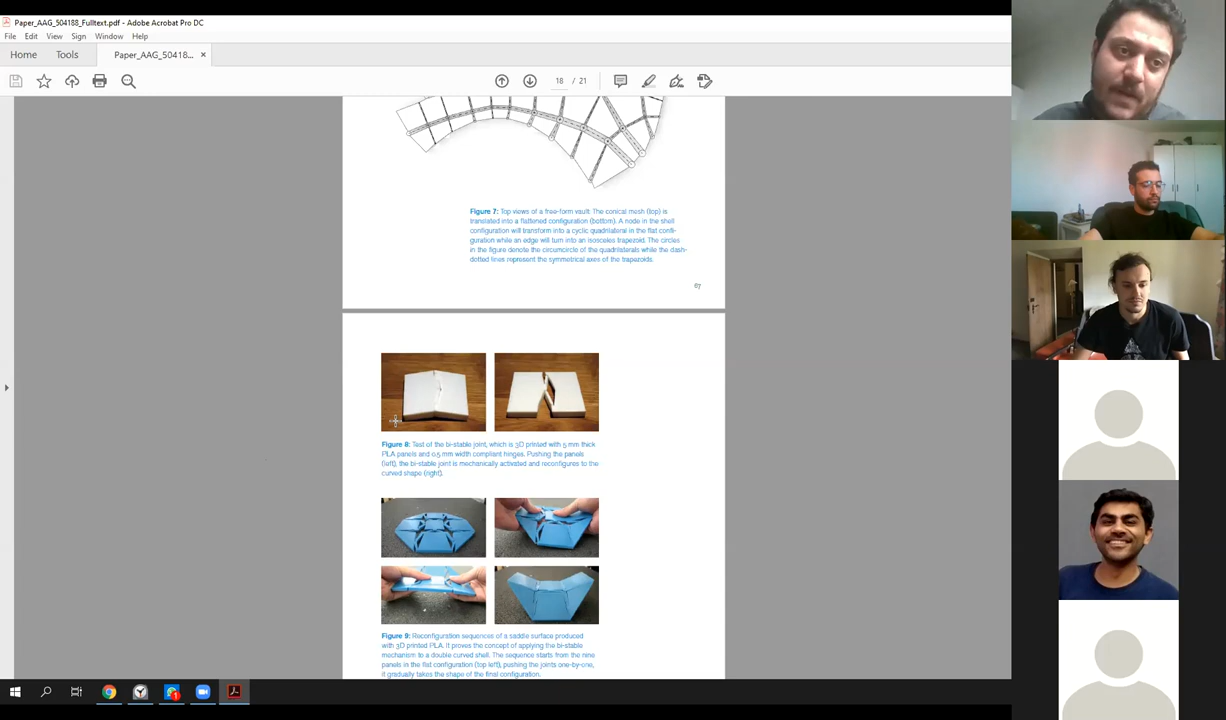 Paper_AAG_504188_Fulltext.pdf - Adobe Acrobat Pro DC
File Edit View Sign Window Help
Home Tools Paper_AAG_50418... ×
18 / 21
Figure 7: Top views of a free-form vault. The conical mesh (top) is
translated into a flattened configuration (bottom). A node in the shell
configuration will transform into a cyclic quadrilateral in the flat confi-
guration while an edge will turn into an isosceles trapezoid. The circles
in the figure denote the circumcircle of the quadrilaterals while the dash-
dotted lines represent the symmetrical axes of the trapezoids.
67
Figure 8: Test of the bi-stable joint, which is 3D printed with 5 mm thick
PLA panels and 0.5 mm width compliant hinges. Pushing the panels
(left), the bi-stable joint is mechanically activated and reconfigures to the
curved shape (right).
Figure 9: Reconfiguration sequences of a saddle surface produced
with 3D printed PLA. It proves the concept of applying the bi-stable
mechanism to a double curved shell. The sequence starts from the nine
panels in the flat configuration (top left), pushing the joints one-by-one,
it gradually takes the shape of the final configuration.